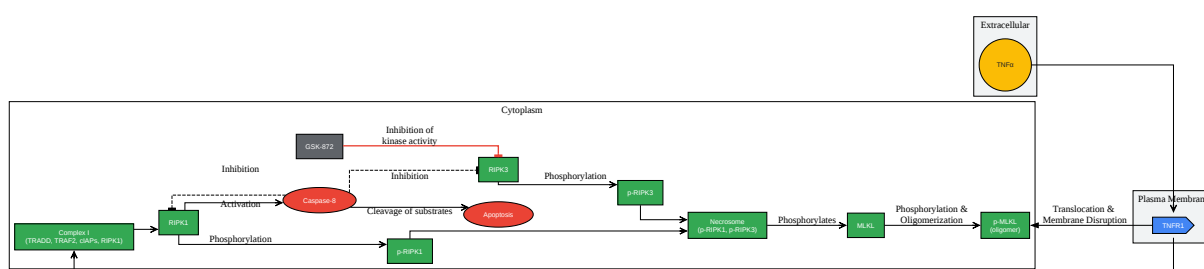 Extracellular
TNFα
Cytoplasm
GSK-872
Inhibition of
kinase activity
RIPK3
Inhibition
Inhibition
Phosphorylation
p-RIPK3
Caspase-8
Activation
Cleavage of substrates
Apoptosis
RIPK1
Complex I
(TRADD, TRAF2, cIAPs, RIPK1)
Phosphorylation
p-RIPK1
Necrosome
(p-RIPK1, p-RIPK3)
Phosphorylates
MLKL
Phosphorylation &
Oligomerization
p-MLKL
(oligomer)
Translocation &
Membrane Disruption
Plasma Membran
TNFR1